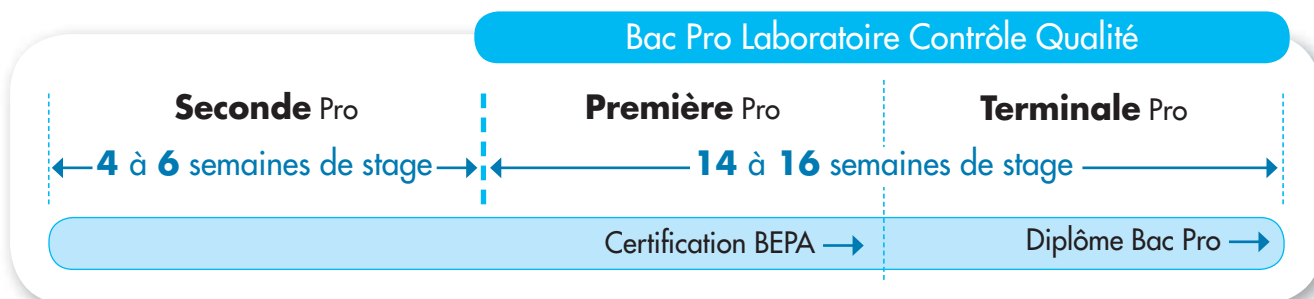 Bac Pro Laboratoire Contrôle Qualité
Seconde Pro
Première Pro
Terminale Pro
4 à 6 semaines de stage
14 à 16 semaines de stage
Certification BEPA
Diplôme Bac Pro